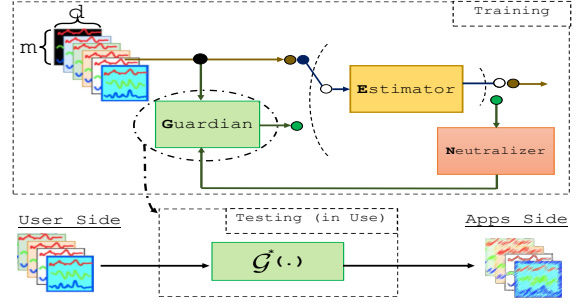 d
Training
m
Estimator
Guardian
Neutralizer
User Side
Testing (in Use)
Apps Side
𝒢*(.)